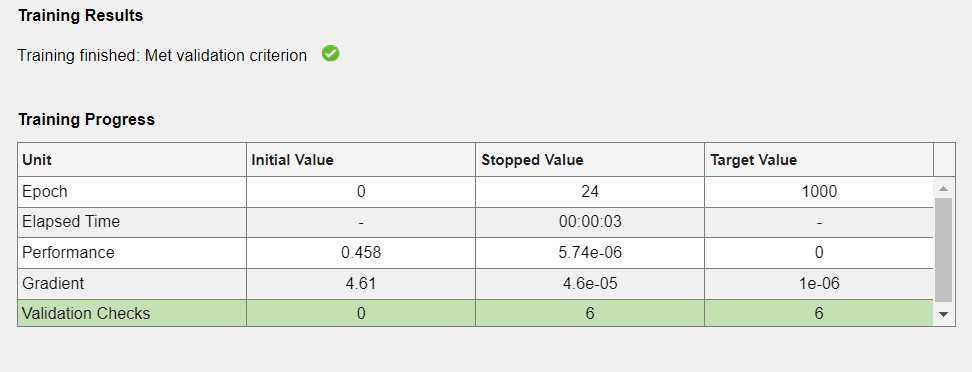 Training Results
Training finished: Met validation criterion
Training Progress
Unit Initial Value Stopped Value Target Value
Epoch 0 24 1000
Elapsed Time - 00:00:03 -
Performance 0.458 5.74e-06 0
Gradient 4.61 4.6e-05 1e-06
Validation Checks 0 6 6